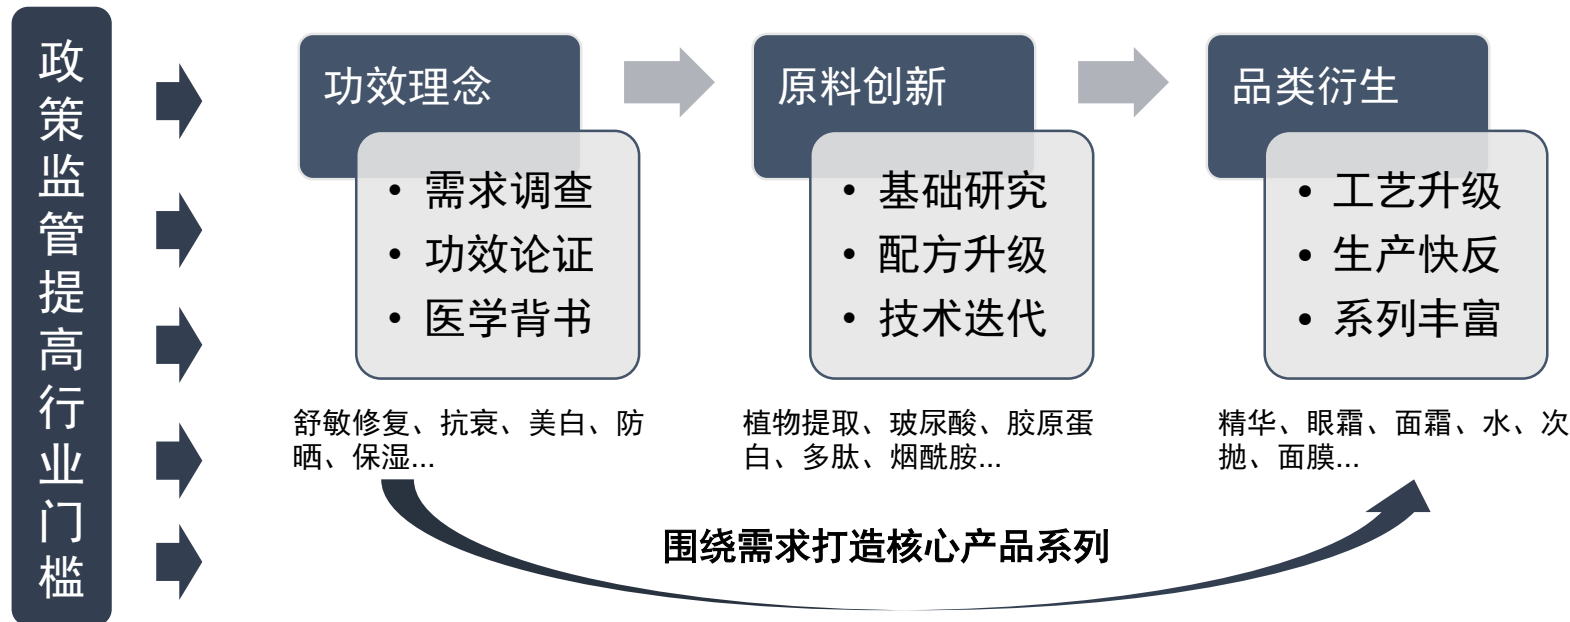 政策监管提高行业门槛
功效理念
• 需求调查
• 功效论证
• 医学背书
舒敏修复、抗衰、美白、防
晒、保湿...
原料创新
• 基础研究
• 配方升级
• 技术迭代
植物提取、玻尿酸、胶原蛋
白、多肽、烟酰胺...
品类衍生
• 工艺升级
• 生产快反
• 系列丰富
精华、眼霜、面霜、水、次
抛、面膜...
围绕需求打造核心产品系列